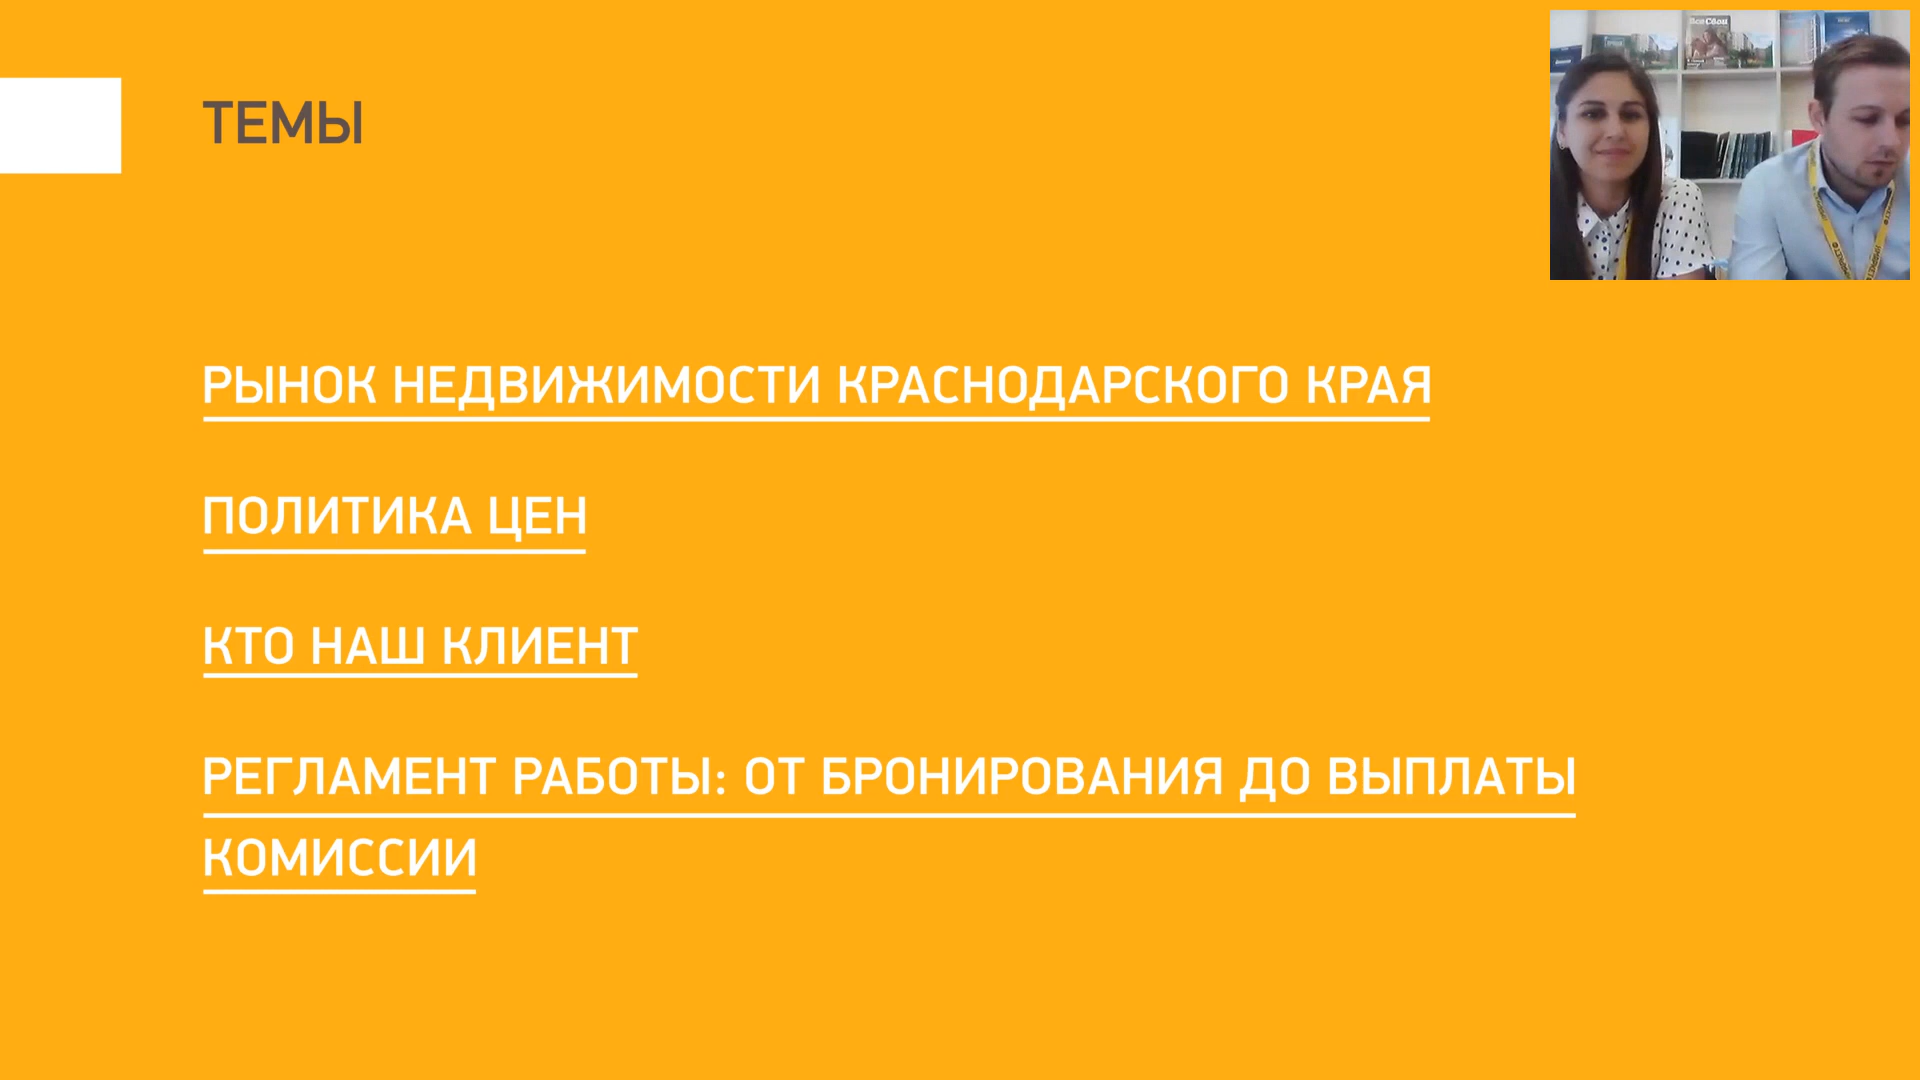 ТЕМЫ
РЫНОК НЕДВИЖИМОСТИ КРАСНОДАРСКОГО КРАЯ
ПОЛИТИКА ЦЕН
КТО НАШ КЛИЕНТ
РЕГЛАМЕНТ РАБОТЫ: ОТ БРОНИРОВАНИЯ ДО ВЫПЛАТЫ
КОМИССИИ